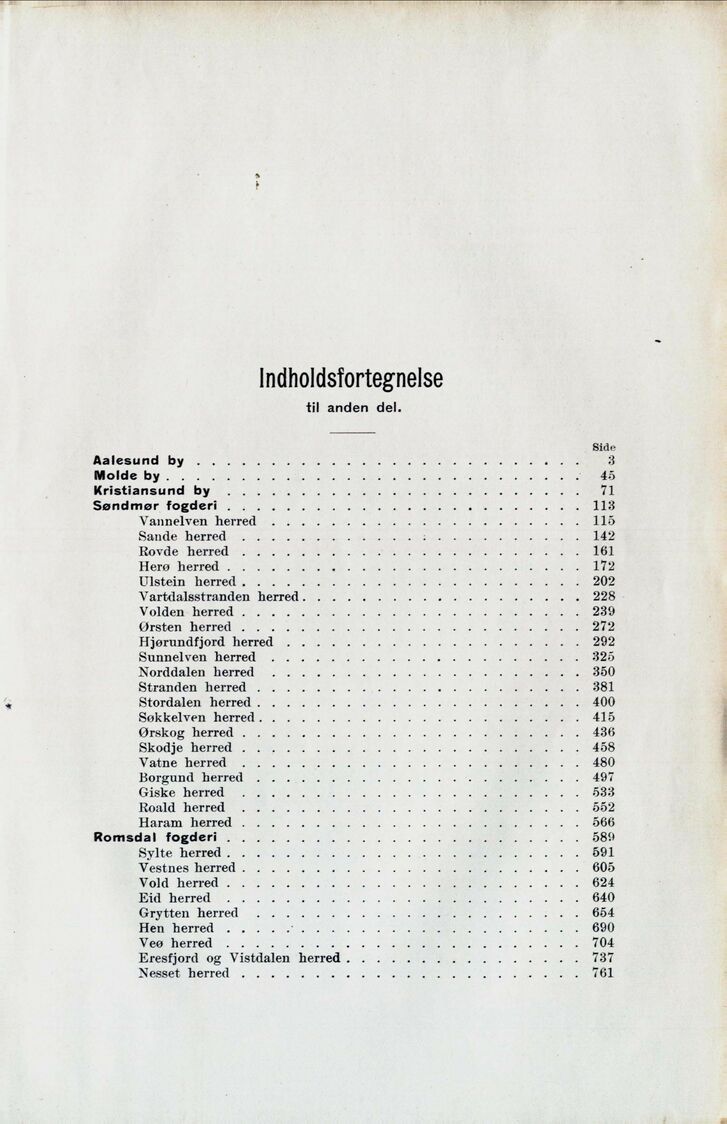 Indholdsfortegnelse
til anden del.
Side
Aalesund by . . . . . . . . . . . . . . . . . . . . . . . . . . 3
Molde by . . . . . . . . . . . . . . . . . . . . . . . . . . . . 45
Kristiansund by . . . . . . . . . . . . . . . . . . . . . . . . 71
Søndmør fogderi . . . . . . . . . . . . . . . . . . . . . . . . 113
Vannelven herred . . . . . . . . . . . . . . . . . . . . . 115
Sande herred . . . . . . . . . . . . . . . . . . . . . . . 142
Rovde herred . . . . . . . . . . . . . . . . . . . . . . . 161
Herø herred . . . . . . . . . . . . . . . . . . . . . . . . 172
Ulstein herred . . . . . . . . . . . . . . . . . . . . . . . 202
Vartdalsstranden herred . . . . . . . . . . . . . . . . . . . 228
Volden herred . . . . . . . . . . . . . . . . . . . . . . . 239
Ørsten herred . . . . . . . . . . . . . . . . . . . . . . . 272
Hjørundfjord herred . . . . . . . . . . . . . . . . . . . . 292
Sunnelven herred . . . . . . . . . . . . . . . . . . . . . 325
Norddalen herred . . . . . . . . . . . . . . . . . . . . . 350
Stranden herred . . . . . . . . . . . . . . . . . . . . . . 381
Stordalen herred . . . . . . . . . . . . . . . . . . . . . . 400
Søkkelven herred . . . . . . . . . . . . . . . . . . . . . . 415
Ørskog herred . . . . . . . . . . . . . . . . . . . . . . . 436
Skodje herred . . . . . . . . . . . . . . . . . . . . . . . 458
Vatne herred . . . . . . . . . . . . . . . . . . . . . . . 480
Borgund herred . . . . . . . . . . . . . . . . . . . . . . 497
Giske herred . . . . . . . . . . . . . . . . . . . . . . . 533
Roald herred . . . . . . . . . . . . . . . . . . . . . . . 552
Haram herred . . . . . . . . . . . . . . . . . . . . . . . 566
Romsdal fogderi . . . . . . . . . . . . . . . . . . . . . . . . 589
Sylte herred . . . . . . . . . . . . . . . . . . . . . . . . 591
Vestnes herred . . . . . . . . . . . . . . . . . . . . . . . 605
Vold herred . . . . . . . . . . . . . . . . . . . . . . . . 624
Eid herred . . . . . . . . . . . . . . . . . . . . . . . . 640
Grytten herred . . . . . . . . . . . . . . . . . . . . . . 654
Hen herred . . . . . . . . . . . . . . . . . . . . . . . . 690
Veø herred . . . . . . . . . . . . . . . . . . . . . . . . 704
Eresfjord og Vistdalen herred . . . . . . . . . . . . . . . . 737
Nesset herred . . . . . . . . . . . . . . . . . . . . . . . 761